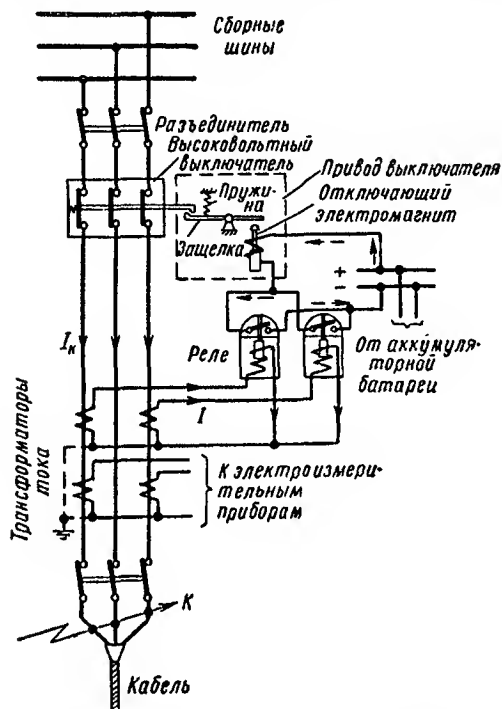 Сборные
шины
Разъединитель
Высоковольтный
выключатель
Пружи-
на
Защелка
Привод выключателя
Отключающий
электромагнит
+
−
Iк
Реле
От аккумуля-
торной
батареи
I
Трансформаторы
тока
К электроизмери-
тельным
приборам
К
Кабель